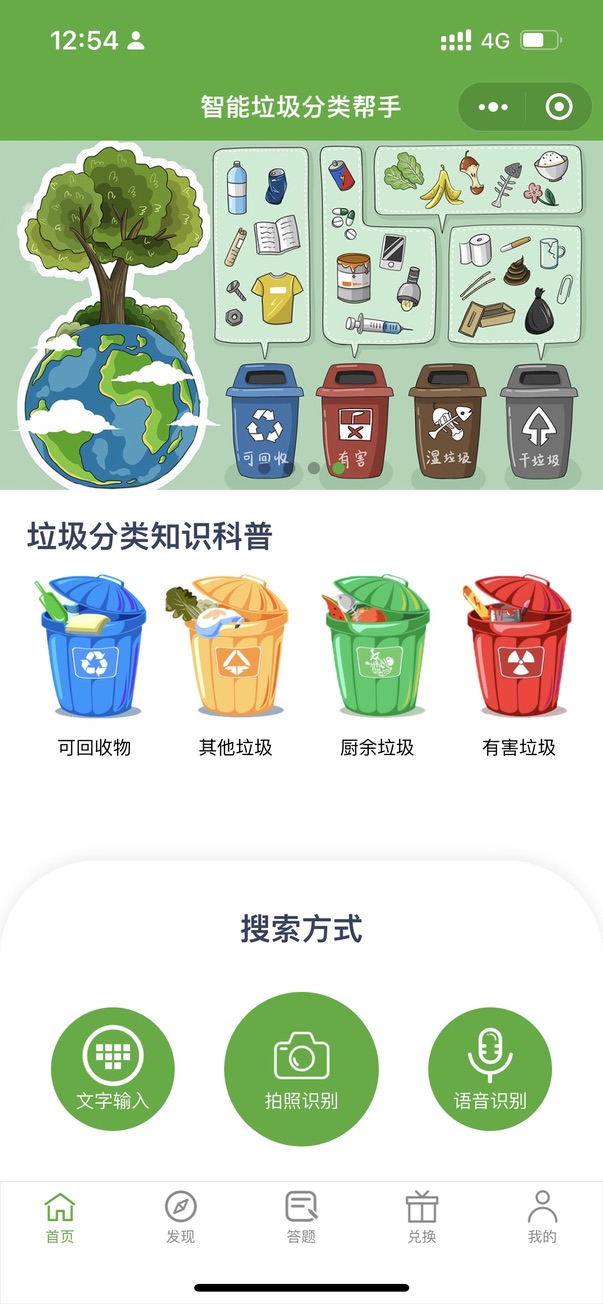 12:54
4G
智能垃圾分类帮手
可回收
有害
湿垃圾
干垃圾
垃圾分类知识科普
可回收物
其他垃圾
厨余垃圾
有害垃圾
搜索方式
文字输入
拍照识别
语音识别
首页
发现
答题
兑换
我的